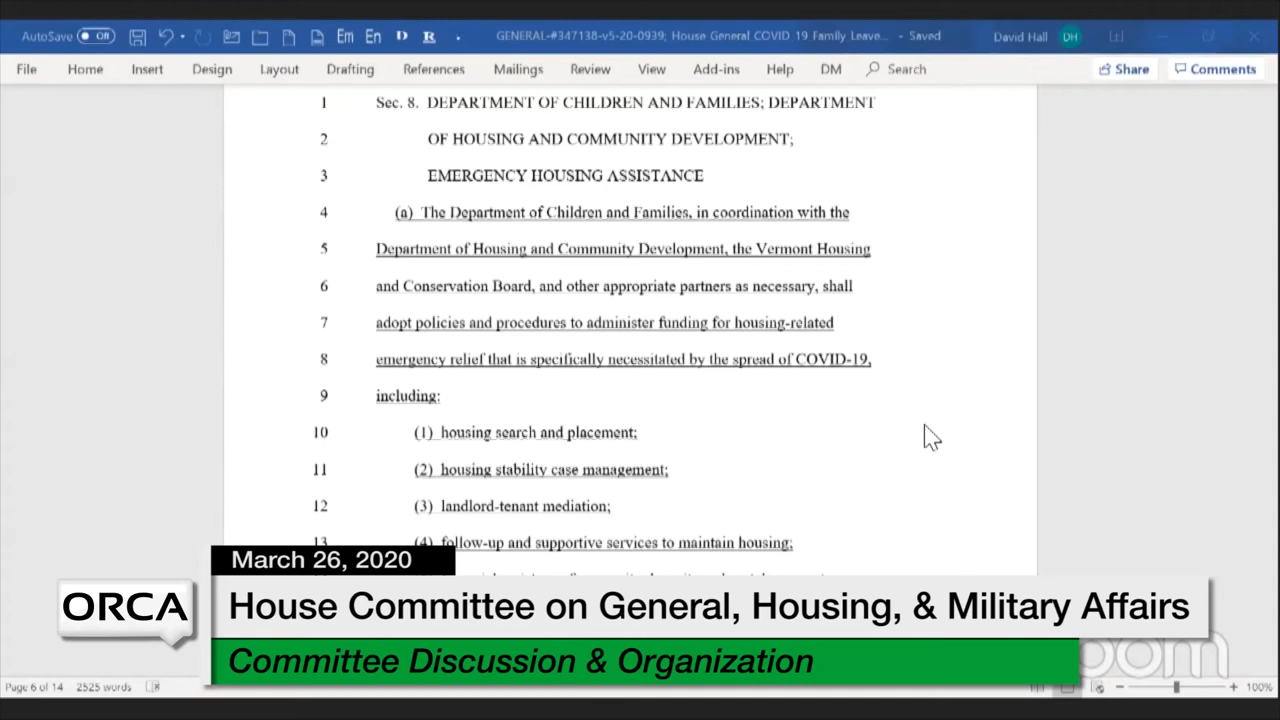 AutoSave Off Em En D R GENERAL-#347138-v5-20-0939; House General COVID 19 Family Leave... - Saved David Hall DH
File Home Insert Design Layout Drafting References Mailings Review View Add-ins Help DM Search Share Comments
1 Sec. 8. DEPARTMENT OF CHILDREN AND FAMILIES; DEPARTMENT
2 OF HOUSING AND COMMUNITY DEVELOPMENT;
3 EMERGENCY HOUSING ASSISTANCE
4 (a) The Department of Children and Families, in coordination with the
5 Department of Housing and Community Development, the Vermont Housing
6 and Conservation Board, and other appropriate partners as necessary, shall
7 adopt policies and procedures to administer funding for housing-related
8 emergency relief that is specifically necessitated by the spread of COVID-19,
9 including:
10 (1) housing search and placement;
11 (2) housing stability case management;
12 (3) landlord-tenant mediation;
13 (4) follow-up and supportive services to maintain housing;
March 26, 2020
ORCA
House Committee on General, Housing, & Military Affairs
Committee Discussion & Organization
Page 6 of 14 2525 words 100%